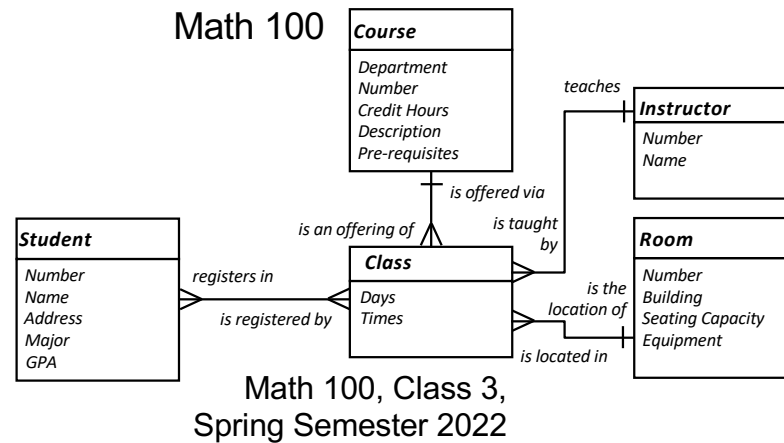 Math 100
Course
Department
Number
Credit Hours
Description
Pre-requisites
teaches
Instructor
Number
Name
is offered via
is an offering of
is taught
by
Student
Number
Name
Address
Major
GPA
registers in
is registered by
Class
Days
Times
is the
location of
is located in
Room
Number
Building
Seating Capacity
Equipment
Math 100, Class 3,
Spring Semester 2022